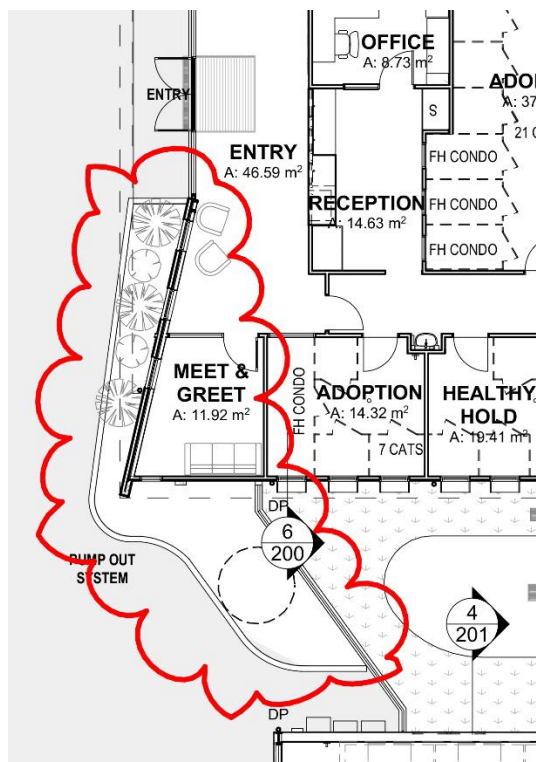 OFFICE
A: 8.73 m²
ADO
A: 37
21
ENTRY
ENTRY
A: 46.59 m²
S
FH CONDO
RECEPTION
A: 14.63 m²
FH CONDO
FH CONDO
MEET &
GREET
A: 11.92 m²
FH CONDO
ADOPTION
A: 14.32 m²
7 CATS
HEALTHY
HOLD
A: 19.41 m²
DP
6
200
PUMP OUT
SYSTEM
4
201
DP